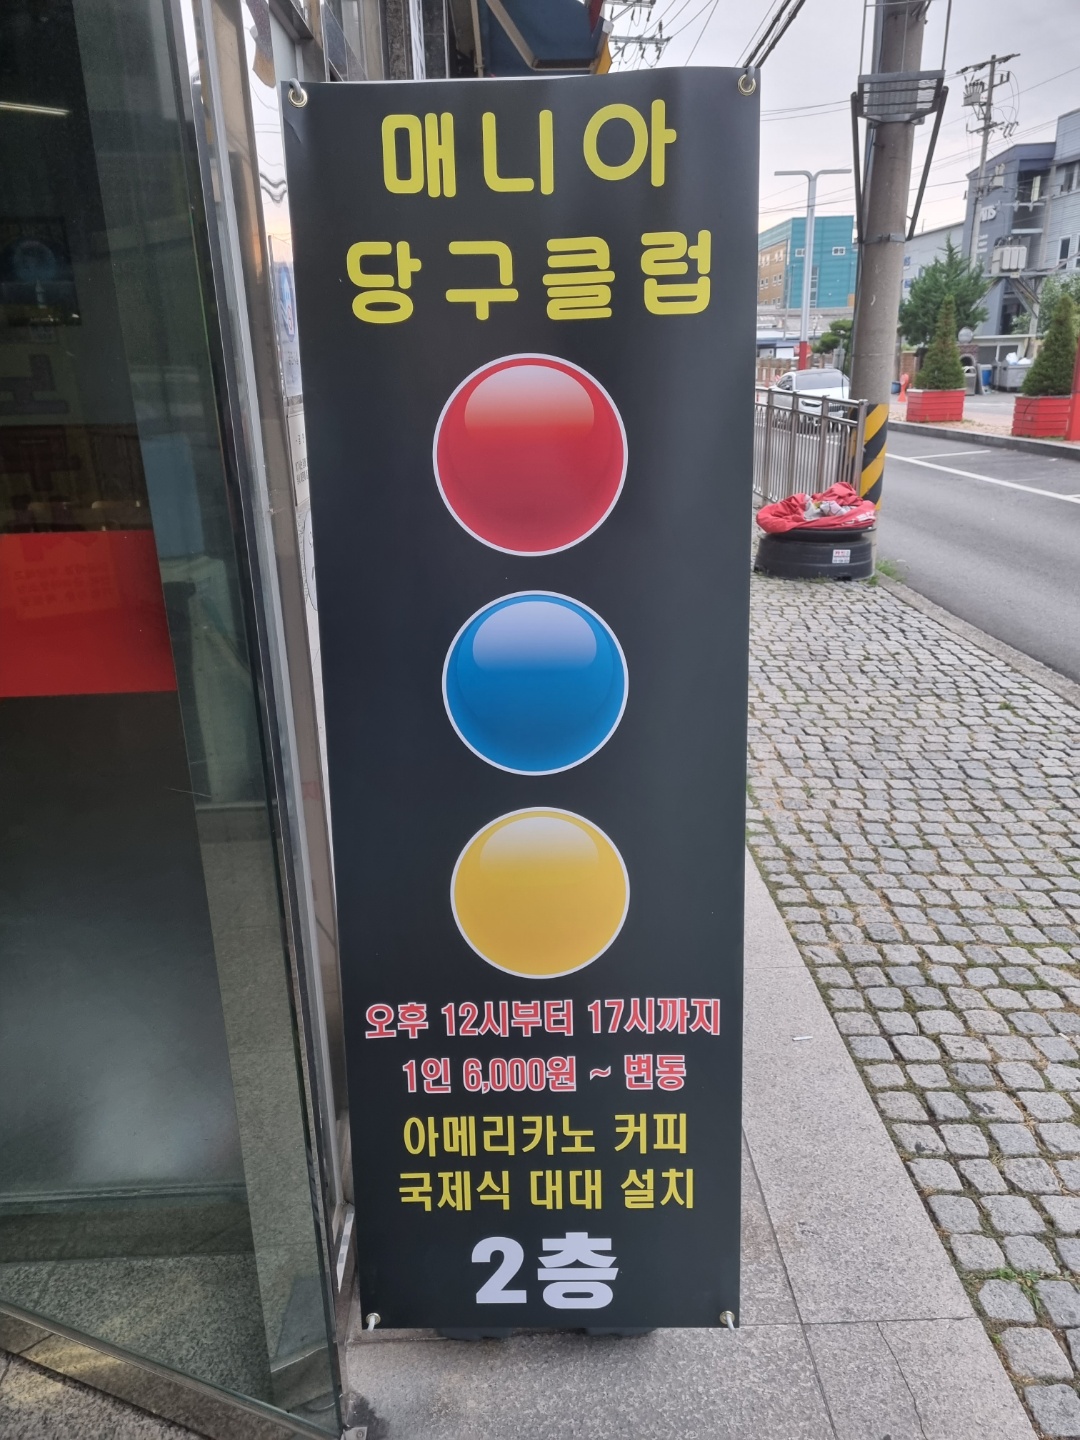 매니아
당구클럽
오후 12시부터 17시까지
1인 6,000원 ~ 변동
아메리카노 커피
국제식 대대 설치
2층